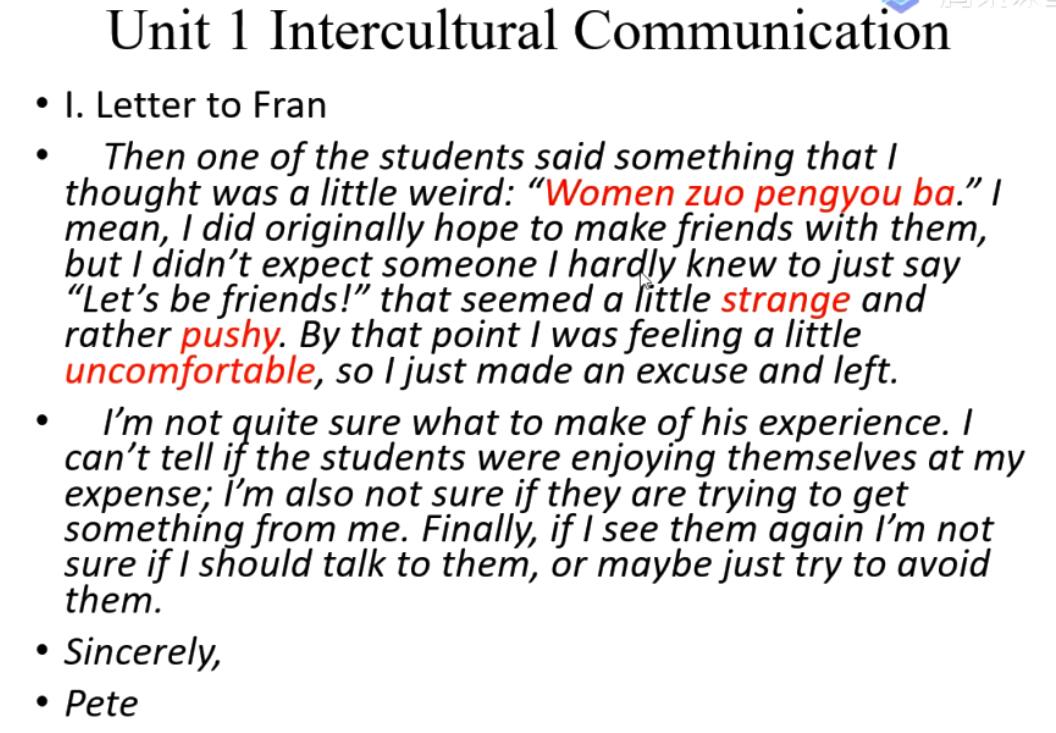 Unit 1 Intercultural Communication
• I. Letter to Fran
• Then one of the students said something that I
thought was a little weird: “Women zuo pengyou ba.” I
mean, I did originally hope to make friends with them,
but I didn’t expect someone I hardly knew to just say
“Let’s be friends!” that seemed a little strange and
rather pushy. By that point I was feeling a little
uncomfortable, so I just made an excuse and left.
• I’m not quite sure what to make of his experience. I
can’t tell if the students were enjoying themselves at my
expense; I’m also not sure if they are trying to get
something from me. Finally, if I see them again I’m not
sure if I should talk to them, or maybe just try to avoid
them.
• Sincerely,
• Pete